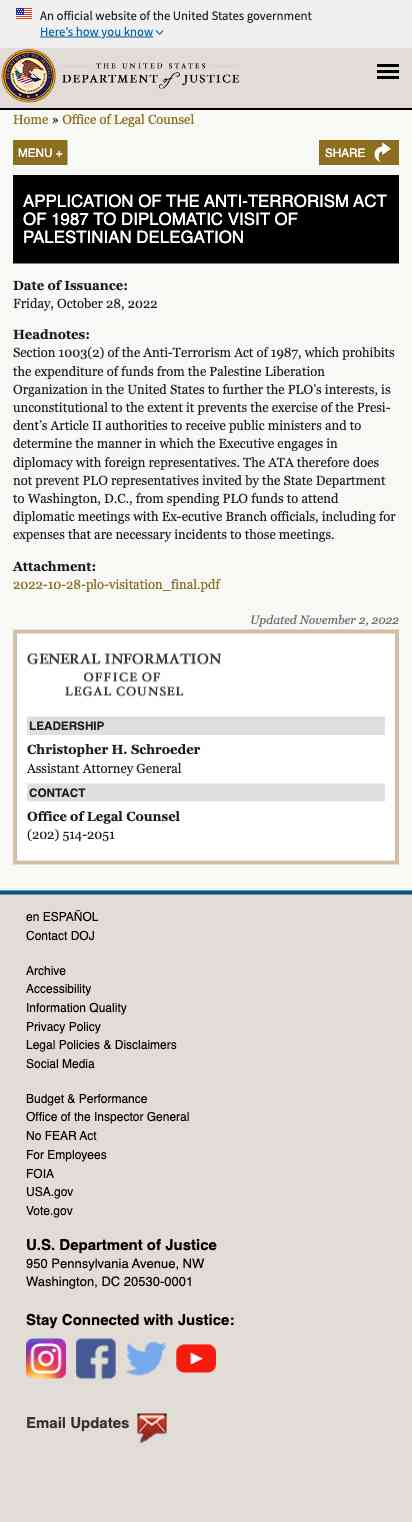 An official website of the United States government
Here's how you know
THE UNITED STATES
DEPARTMENT of JUSTICE
Home » Office of Legal Counsel
MENU +
SHARE
APPLICATION OF THE ANTI-TERRORISM ACT
OF 1987 TO DIPLOMATIC VISIT OF
PALESTINIAN DELEGATION
Date of Issuance:
Friday, October 28, 2022
Headnotes:
Section 1003(2) of the Anti-Terrorism Act of 1987, which prohibits
the expenditure of funds from the Palestine Liberation
Organization in the United States to further the PLO's interests, is
unconstitutional to the extent it prevents the exercise of the Presi-
dent's Article II authorities to receive public ministers and to
determine the manner in which the Executive engages in
diplomacy with foreign representatives. The ATA therefore does
not prevent PLO representatives invited by the State Department
to Washington, D.C., from spending PLO funds to attend
diplomatic meetings with Ex-ecutive Branch officials, including for
expenses that are necessary incidents to those meetings.
Attachment:
2022-10-28-plo-visitation_final.pdf
Updated November 2, 2022
GENERAL INFORMATION
OFFICE OF
LEGAL COUNSEL
LEADERSHIP
Christopher H. Schroeder
Assistant Attorney General
CONTACT
Office of Legal Counsel
(202) 514-2051
en ESPAÑOL
Contact DOJ
Archive
Accessibility
Information Quality
Privacy Policy
Legal Policies & Disclaimers
Social Media
Budget & Performance
Office of the Inspector General
No FEAR Act
For Employees
FOIA
USA.gov
Vote.gov
U.S. Department of Justice
950 Pennsylvania Avenue, NW
Washington, DC 20530-0001
Stay Connected with Justice:
Email Updates